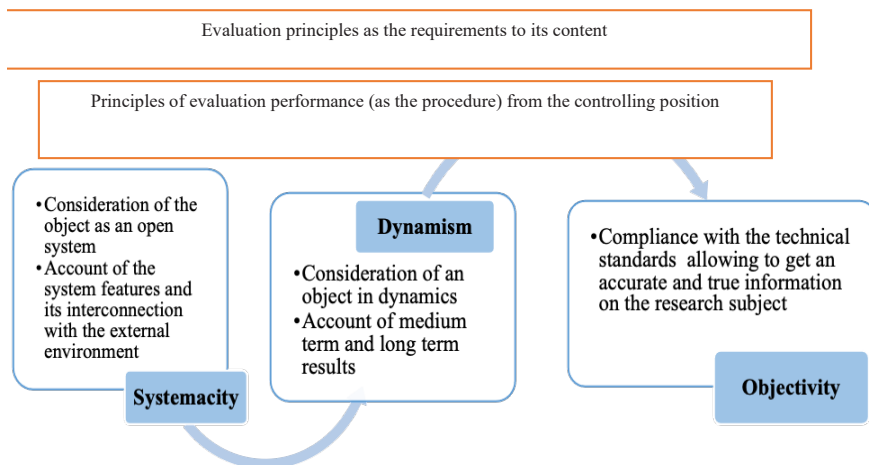 Evaluation principles as the requirements to its content
Principles of evaluation performance (as the procedure) from the controlling position
•Consideration of the
object as an open
system
•Account of the
system features and
its interconnection
with the external
environment
Systemacity
Dynamism
•Consideration of an
object in dynamics
•Account of medium
term and long term
results
•Compliance with the technical
standards allowing to get an
accurate and true information
on the research subject
Objectivity